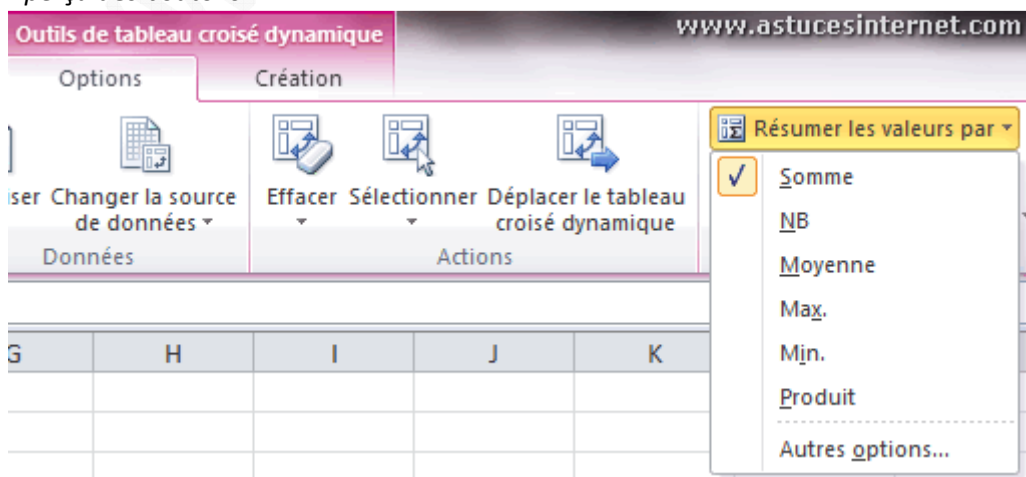 Outils de tableau croisé dynamique
www.astucesinternet.com
Options Création
Résumer les valeurs par
iser Changer la source de données
Effacer Sélectionner Déplacer le tableau croisé dynamique
Données Actions
Somme
NB
Moyenne
Max.
Min.
Produit
Autres options...
G H I J K